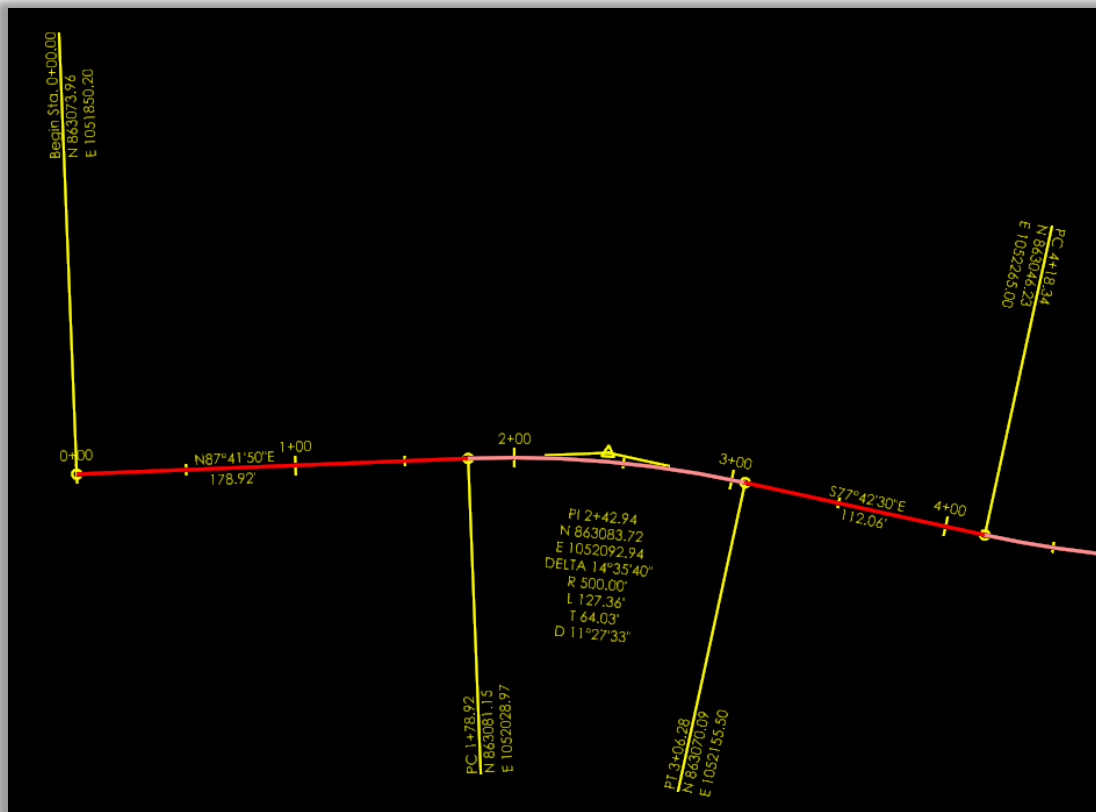 Begin Sta. 0+00.00
N 863073.96
E 1051850.20
PC 4+18.34
N 863046.23
E 1052265.00
0+00
N87°41'50"E
178.92'
1+00
2+00
3+00
S77°42'30"E
112.06'
4+00
PI 2+42.94
N 863083.72
E 1052092.94
DELTA 14°35'40"
R 500.00'
L 127.36'
T 64.03'
D 11°27'33"
PC 1+78.92
N 863081.15
E 1052028.97
PT 3+06.28
N 863070.09
E 1052155.50